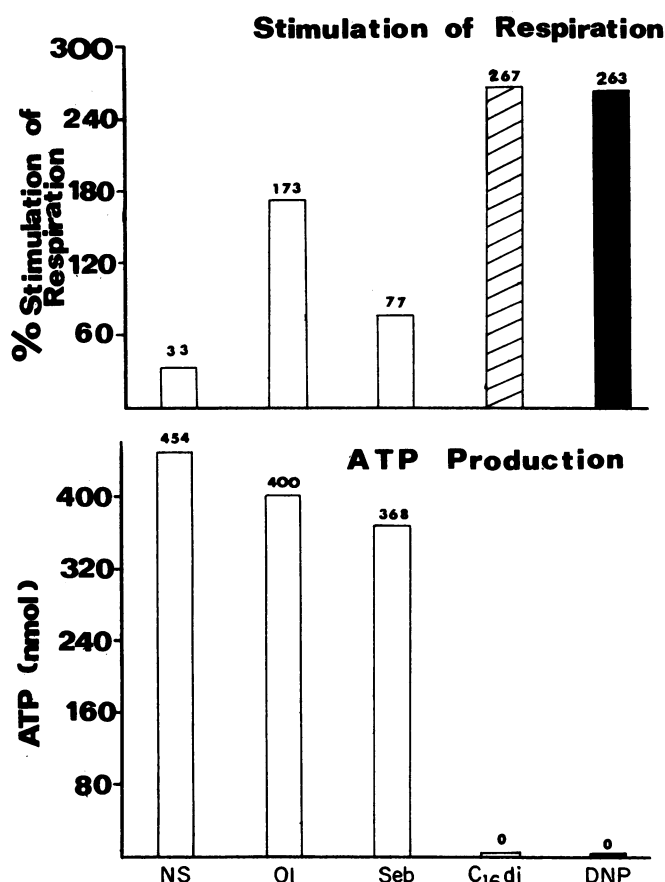 Stimulation of Respiration
% Stimulation of
Respiration
300
240
180
120
60
33
173
77
267
263
ATP Production
ATP (nmol)
400
320
240
160
80
454
400
368
0
0
NS
Ol
Seb
C16di
DNP